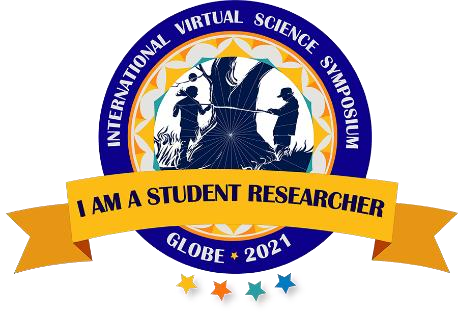 INTERNATIONAL VIRTUAL SCIENCE SYMPOSIUM
I AM A STUDENT RESEARCHER
GLOBE ★ 2021